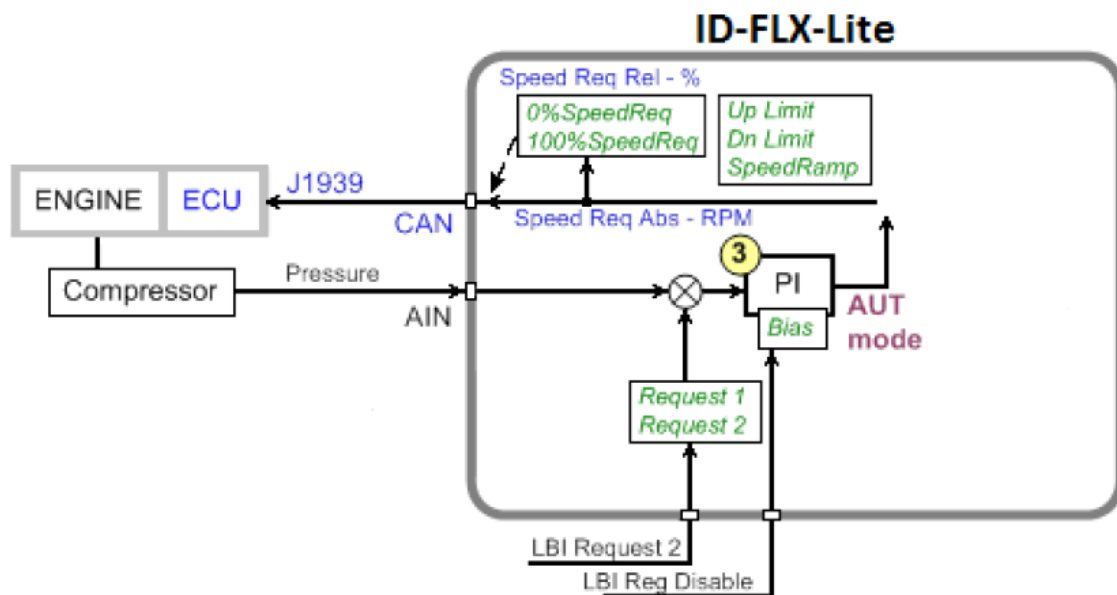 ID-FLX-Lite
Speed Req Rel - %
0%SpeedReq
100%SpeedReq
Up Limit
Dn Limit
SpeedRamp
ENGINE
ECU
J1939
CAN
Speed Req Abs - RPM
3
PI
Compressor
Pressure
AIN
Bias
AUT
mode
Request 1
Request 2
LBI Request 2
LBI Reg Disable